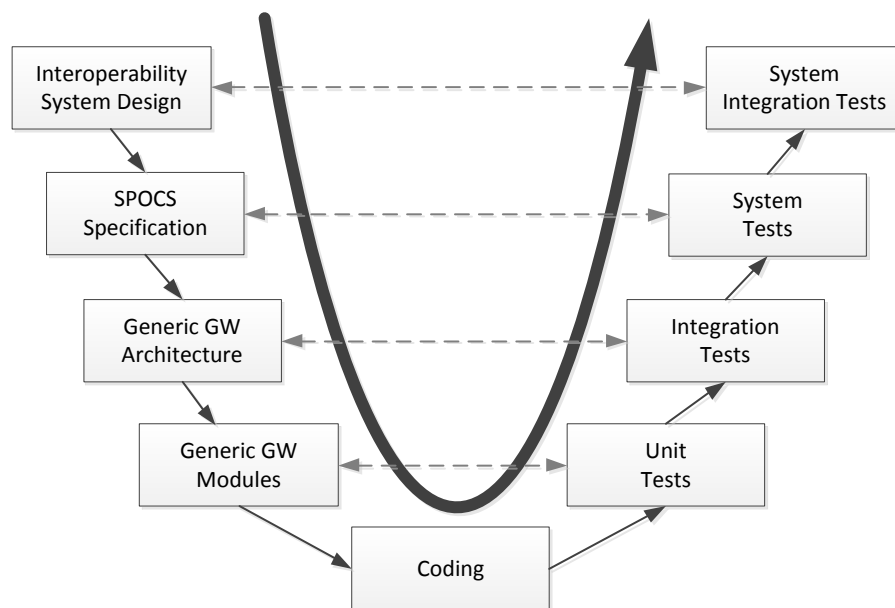 Interoperability
System Design
System
Integration Tests
SPOCS
Specification
System
Tests
Generic GW
Architecture
Integration
Tests
Generic GW
Modules
Unit
Tests
Coding